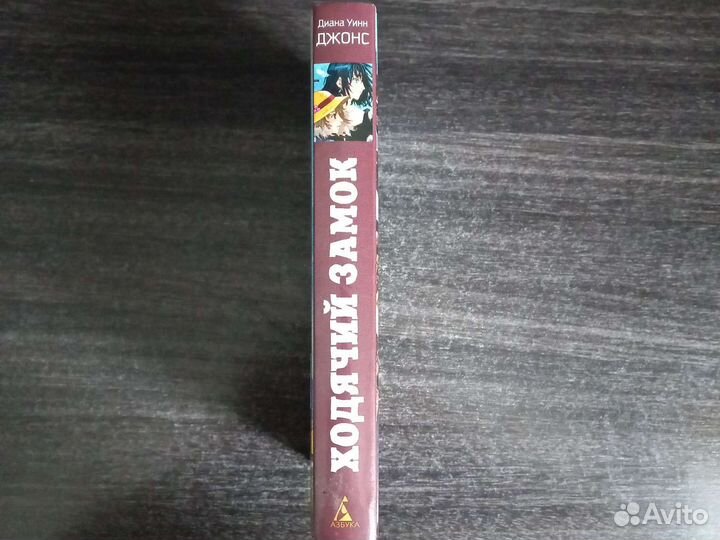 Диана Уинн
ДЖОНС
ХОДЯЧИЙ ЗАМОК
АЗБУКА
Avito